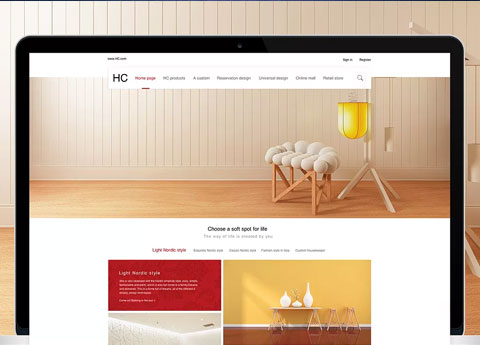 www.HC.com
Sign in Register
HC Home page HC products A custom Reservation design Universal design Online mall Retail store
Choose a soft spot for life
The way of life is created by you
Light Nordic style Exquisite Nordic style Classic Nordic style Fashion style in Italy Custom housekeeper
Light Nordic style